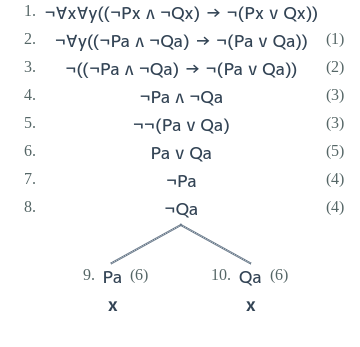 1. ¬∀x∀y((¬Px ∧ ¬Qx) → ¬(Px ∨ Qx))
2. ¬∀y((¬Pa ∧ ¬Qa) → ¬(Pa ∨ Qa)) (1)
3. ¬((¬Pa ∧ ¬Qa) → ¬(Pa ∨ Qa)) (2)
4. ¬Pa ∧ ¬Qa (3)
5. ¬¬(Pa ∨ Qa) (3)
6. Pa ∨ Qa (5)
7. ¬Pa (4)
8. ¬Qa (4)
9. Pa (6) 10. Qa (6)
x x